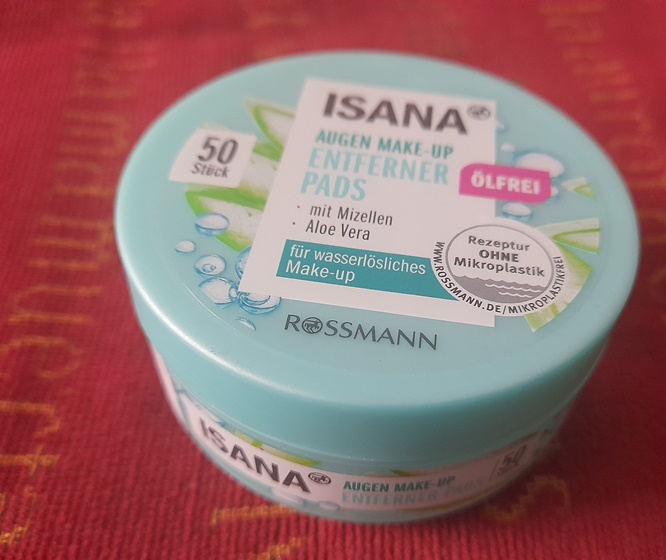 ISANA
50
Stück
AUGEN MAKE-UP
ENTFERNER
PADS
ÖLFREI
· mit Mizellen
· Aloe Vera
für wasserlösliches
Make-up
Rezeptur
OHNE
Mikroplastik
WWW.ROSSMANN.DE/MIKROPLASTIKFREI
ROSSMANN
ISANA
AUGEN MAKE-UP
ENTFERNER PADS
50